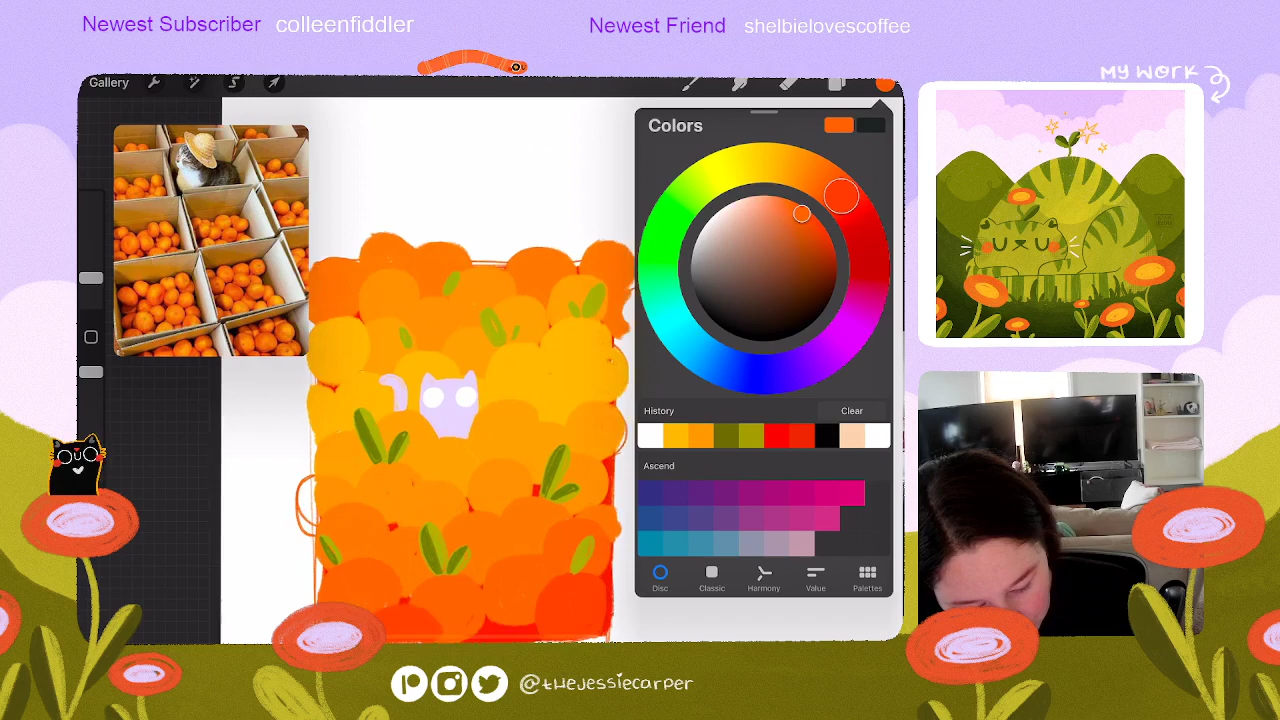 Newest Subscriber colleenfiddler
Newest Friend shelbielovescoffee
MY WORK
Gallery
Colors
History
Clear
Ascend
Disc
Classic
Harmony
Value
Palettes
@tHeJessiecarper